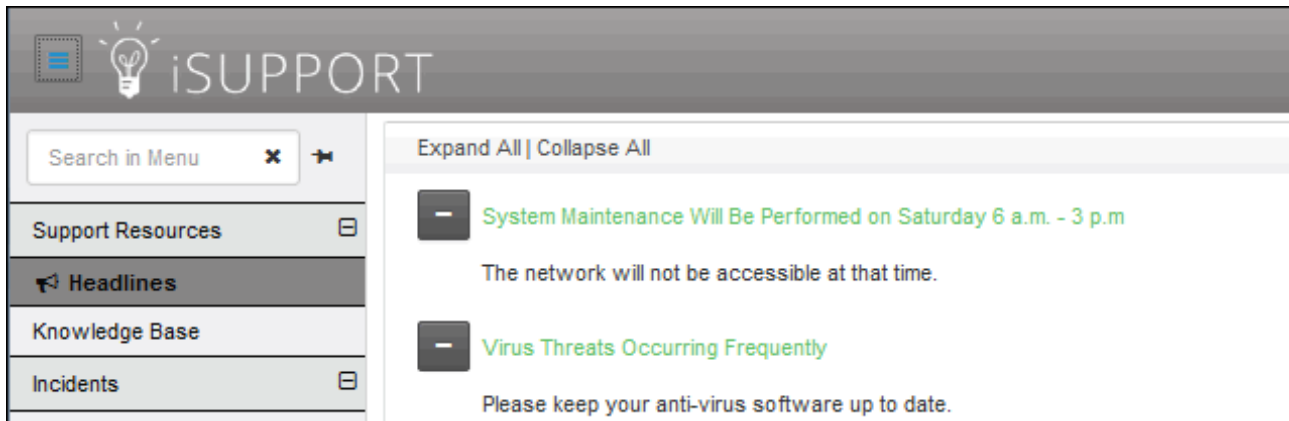 iSUPPORT
Search in Menu
Expand All | Collapse All
Support Resources
System Maintenance Will Be Performed on Saturday 6 a.m. - 3 p.m
Headlines
The network will not be accessible at that time.
Knowledge Base
Virus Threats Occurring Frequently
Incidents
Please keep your anti-virus software up to date.